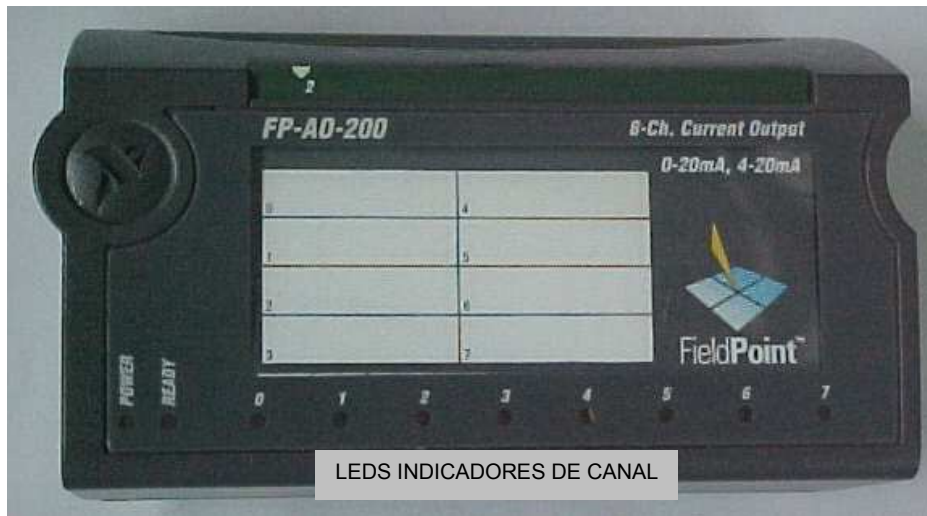 2
FP-AO-200
8-Ch. Current Output
0-20mA, 4-20mA
0 4
1 5
2 6
3 7
FieldPoint™
POWER READY
0 1 2 3 4 5 6 7
LEDS INDICADORES DE CANAL